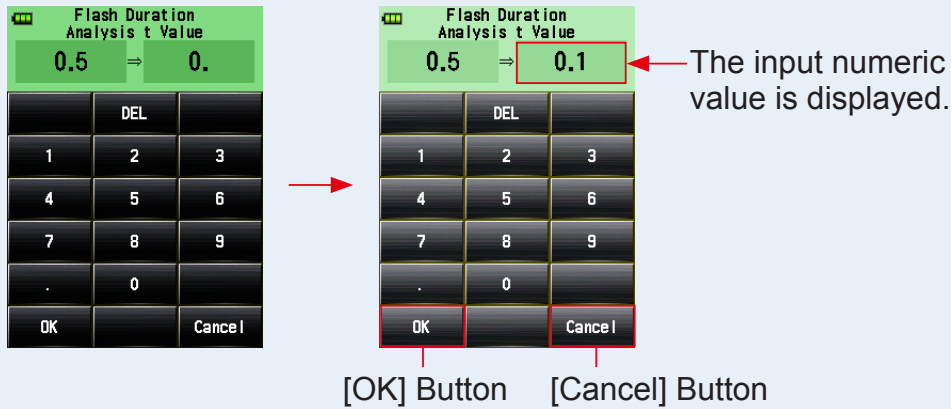 Flash Duration
Analysis t Value
0.5 ⇒ 0.
DEL
1 2 3
4 5 6
7 8 9
. 0
OK Cancel
Flash Duration
Analysis t Value
0.5 ⇒ 0.1
DEL
1 2 3
4 5 6
7 8 9
. 0
OK Cancel
The input numeric
value is displayed.
[OK] Button [Cancel] Button